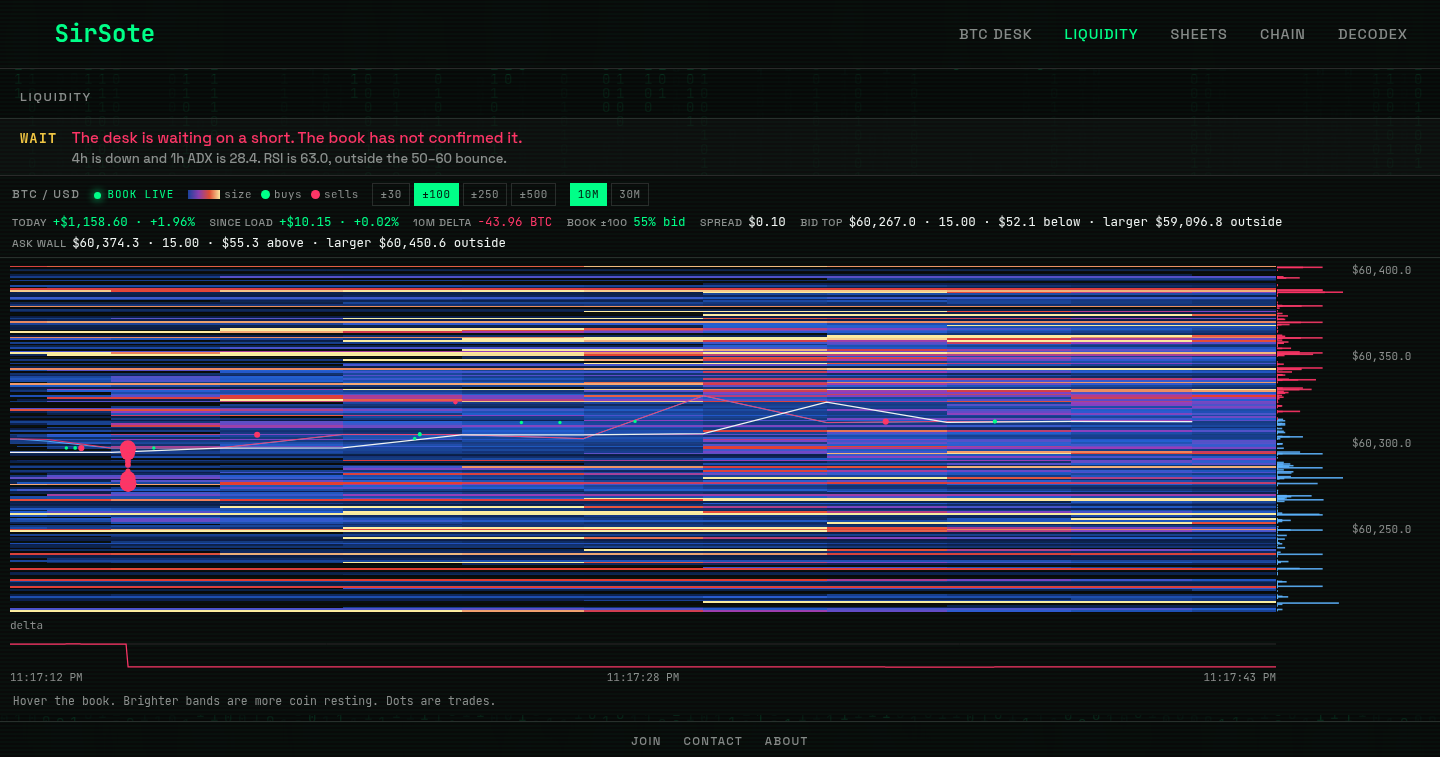 SirSote
BTC DESK LIQUIDITY SHEETS CHAIN DECODEX
LIQUIDITY
WAIT The desk is waiting on a short. The book has not confirmed it.
4h is down and 1h ADX is 28.4. RSI is 63.0, outside the 50–60 bounce.
BTC / USD BOOK LIVE size buys sells ±30 ±100 ±250 ±500 10M 30M
TODAY +$1,158.60 · +1.96% SINCE LOAD +$10.15 · +0.02% 10M DELTA -43.96 BTC BOOK ±100 55% bid SPREAD $0.10 BID TOP $60,267.0 · 15.00 · $52.1 below · larger $59,096.8 outside
ASK WALL $60,374.3 · 15.00 · $55.3 above · larger $60,450.6 outside
$60,400.0
$60,350.0
$60,300.0
$60,250.0
delta
11:17:12 PM 11:17:28 PM 11:17:43 PM
Hover the book. Brighter bands are more coin resting. Dots are trades.
JOIN CONTACT ABOUT